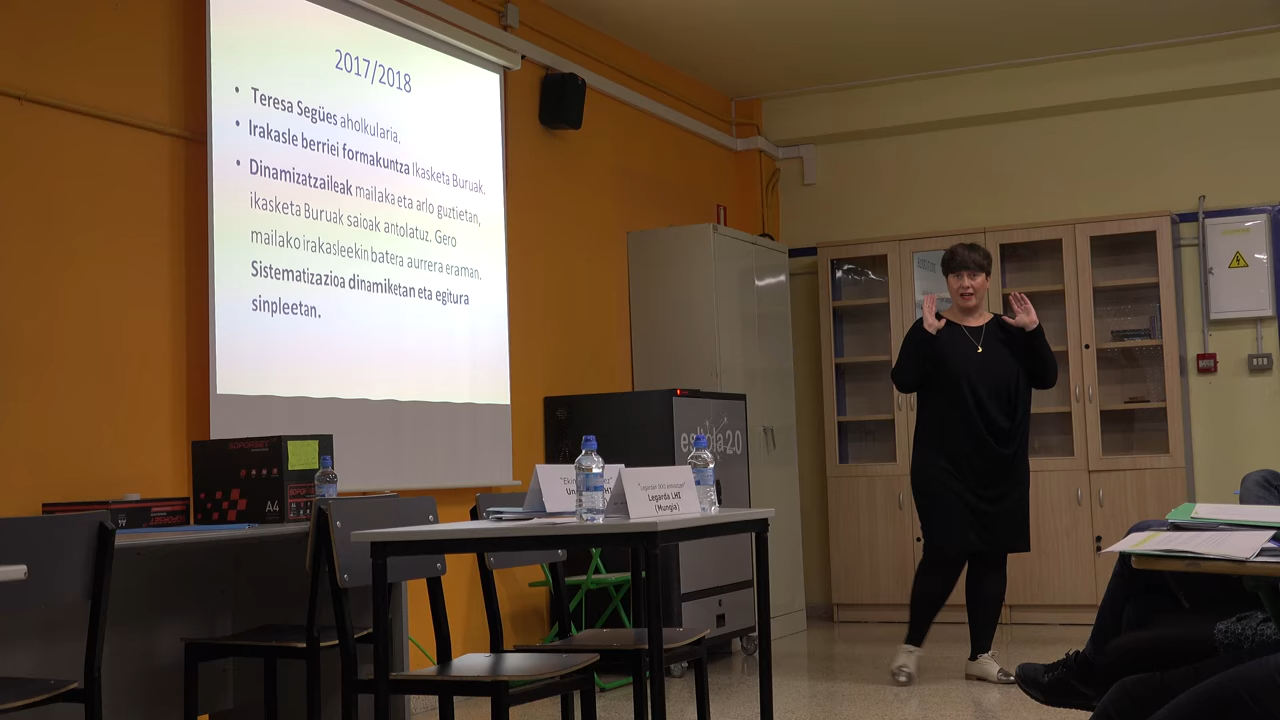 2017/2018
• Teresa Segües aholkularia.
• Irakasle berriei formakuntza Ikasketa Buruak.
• Dinamizatzaileak mailaka eta arlo guztietan,
ikasketa Buruak saioak antolatuz. Gero
mailako irakasleekin batera aurrera eraman.
Sistematizazioa dinamiketan eta egitura
sinpleetan.
SOPORSET
A4
2.0
Legarda LHI
(Mungia)